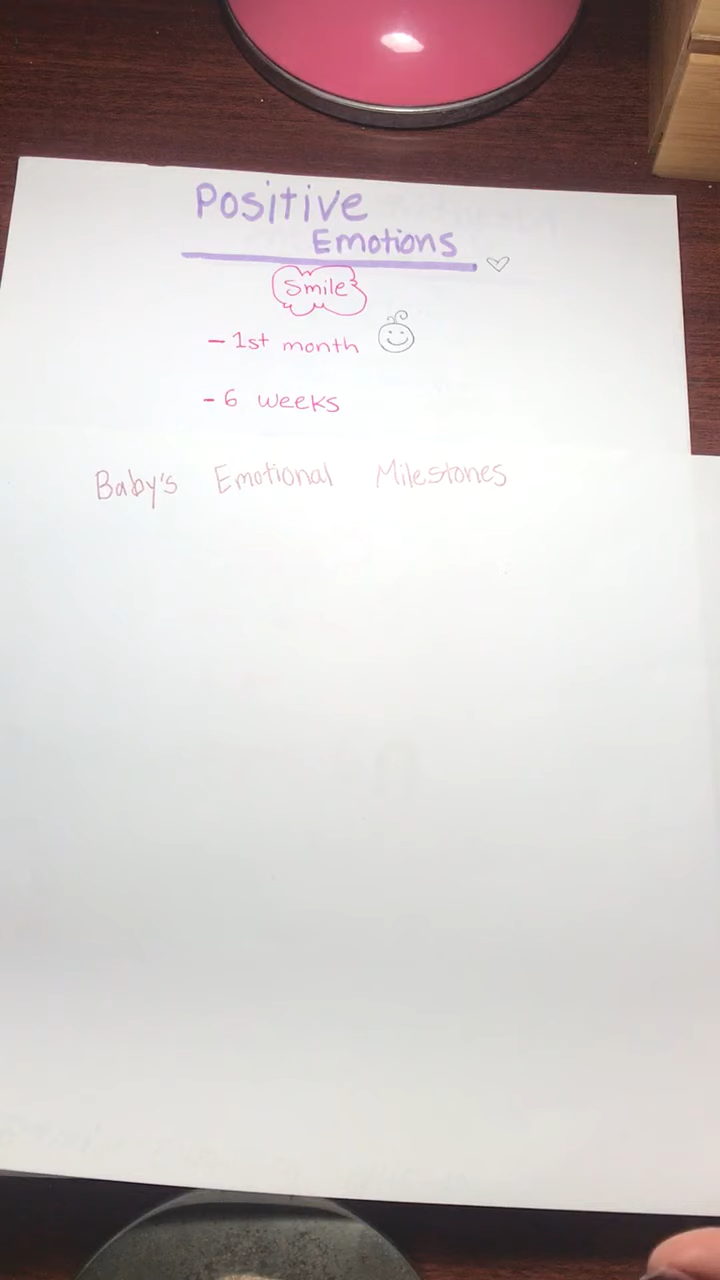 Positive
Emotions
Smile
- 1st month
- 6 weeks
Baby's Emotional Milestones